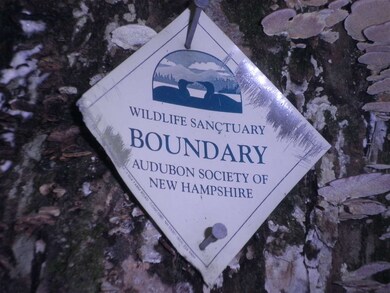 WILDLIFE SANCTUARY
BOUNDARY
AUDUBON SOCIETY OF
NEW HAMPSHIRE